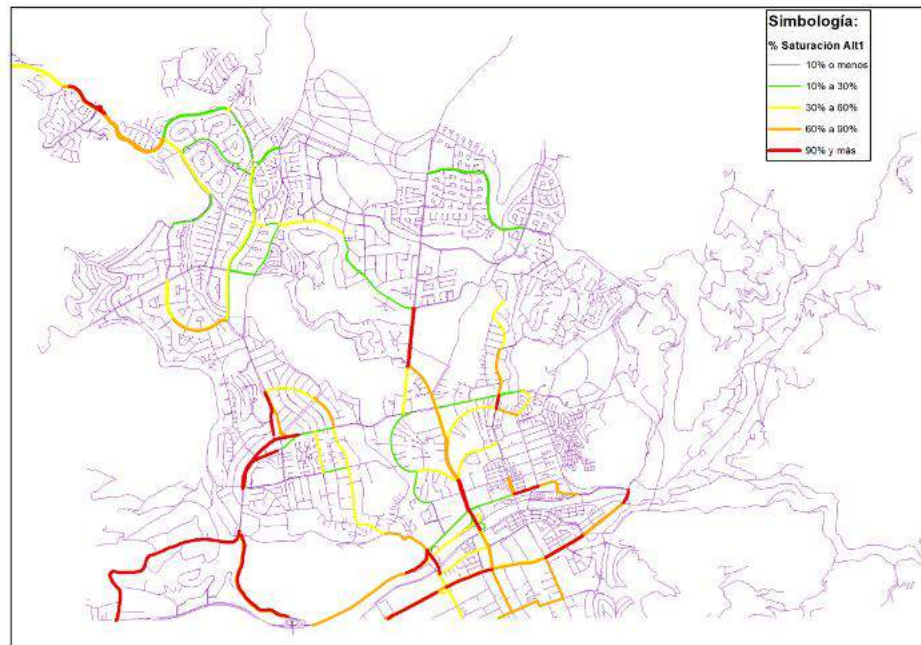 Simbología:
% Saturación Alt1
10% o menos
10% a 30%
30% a 60%
60% a 90%
90% y más